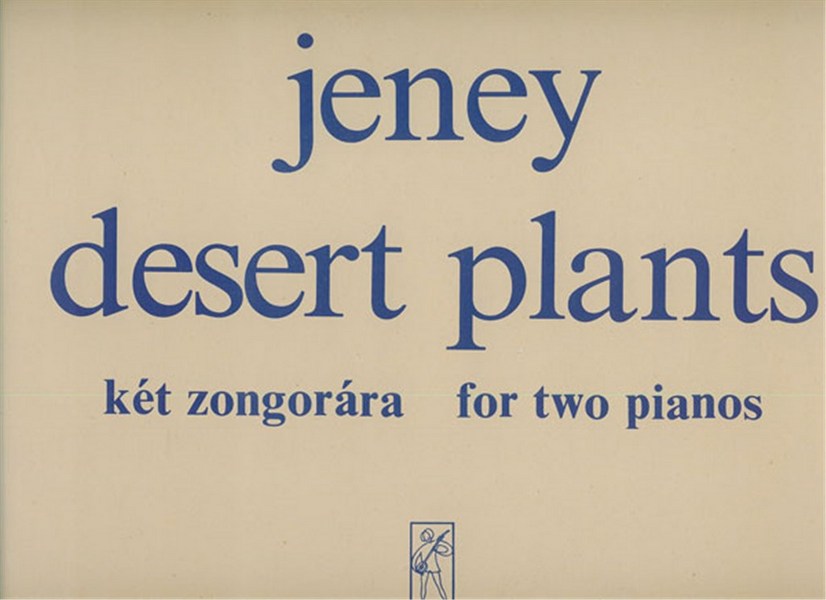 jeney
desert plants
két zongorára for two pianos